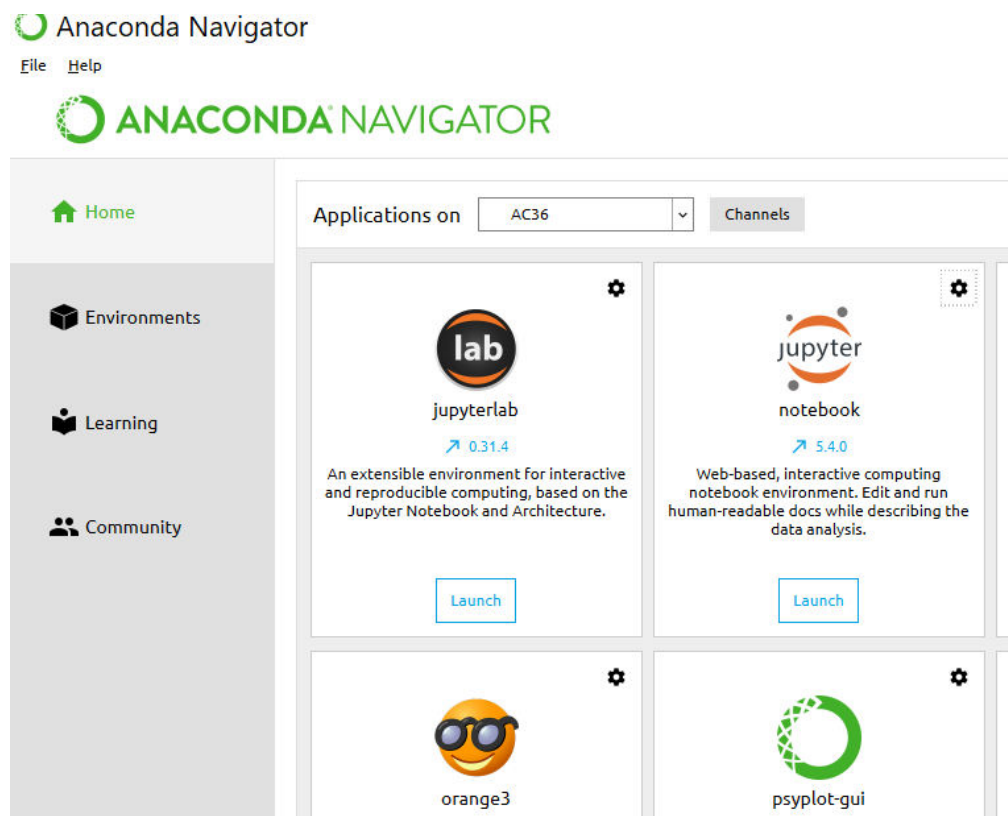 Anaconda Navigator
File Help
ANACONDA NAVIGATOR
Home
Environments
Learning
Community
Applications on AC36 Channels
lab
jupyterlab
0.31.4
An extensible environment for interactive
and reproducible computing, based on the
Jupyter Notebook and Architecture.
Launch
jupyter
notebook
5.4.0
Web-based, interactive computing
notebook environment. Edit and run
human-readable docs while describing the
data analysis.
Launch
orange3
psyplot-gui